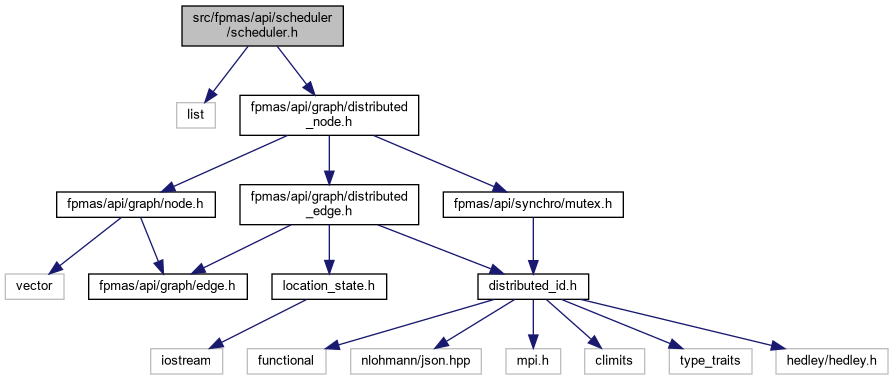 src/fpmas/api/scheduler
/scheduler.h
list
fpmas/api/graph/distributed
_node.h
fpmas/api/graph/node.h
fpmas/api/graph/distributed
_edge.h
fpmas/api/synchro/mutex.h
vector
fpmas/api/graph/edge.h
location_state.h
distributed_id.h
iostream
functional
nlohmann/json.hpp
mpi.h
climits
type_traits
hedley/hedley.h